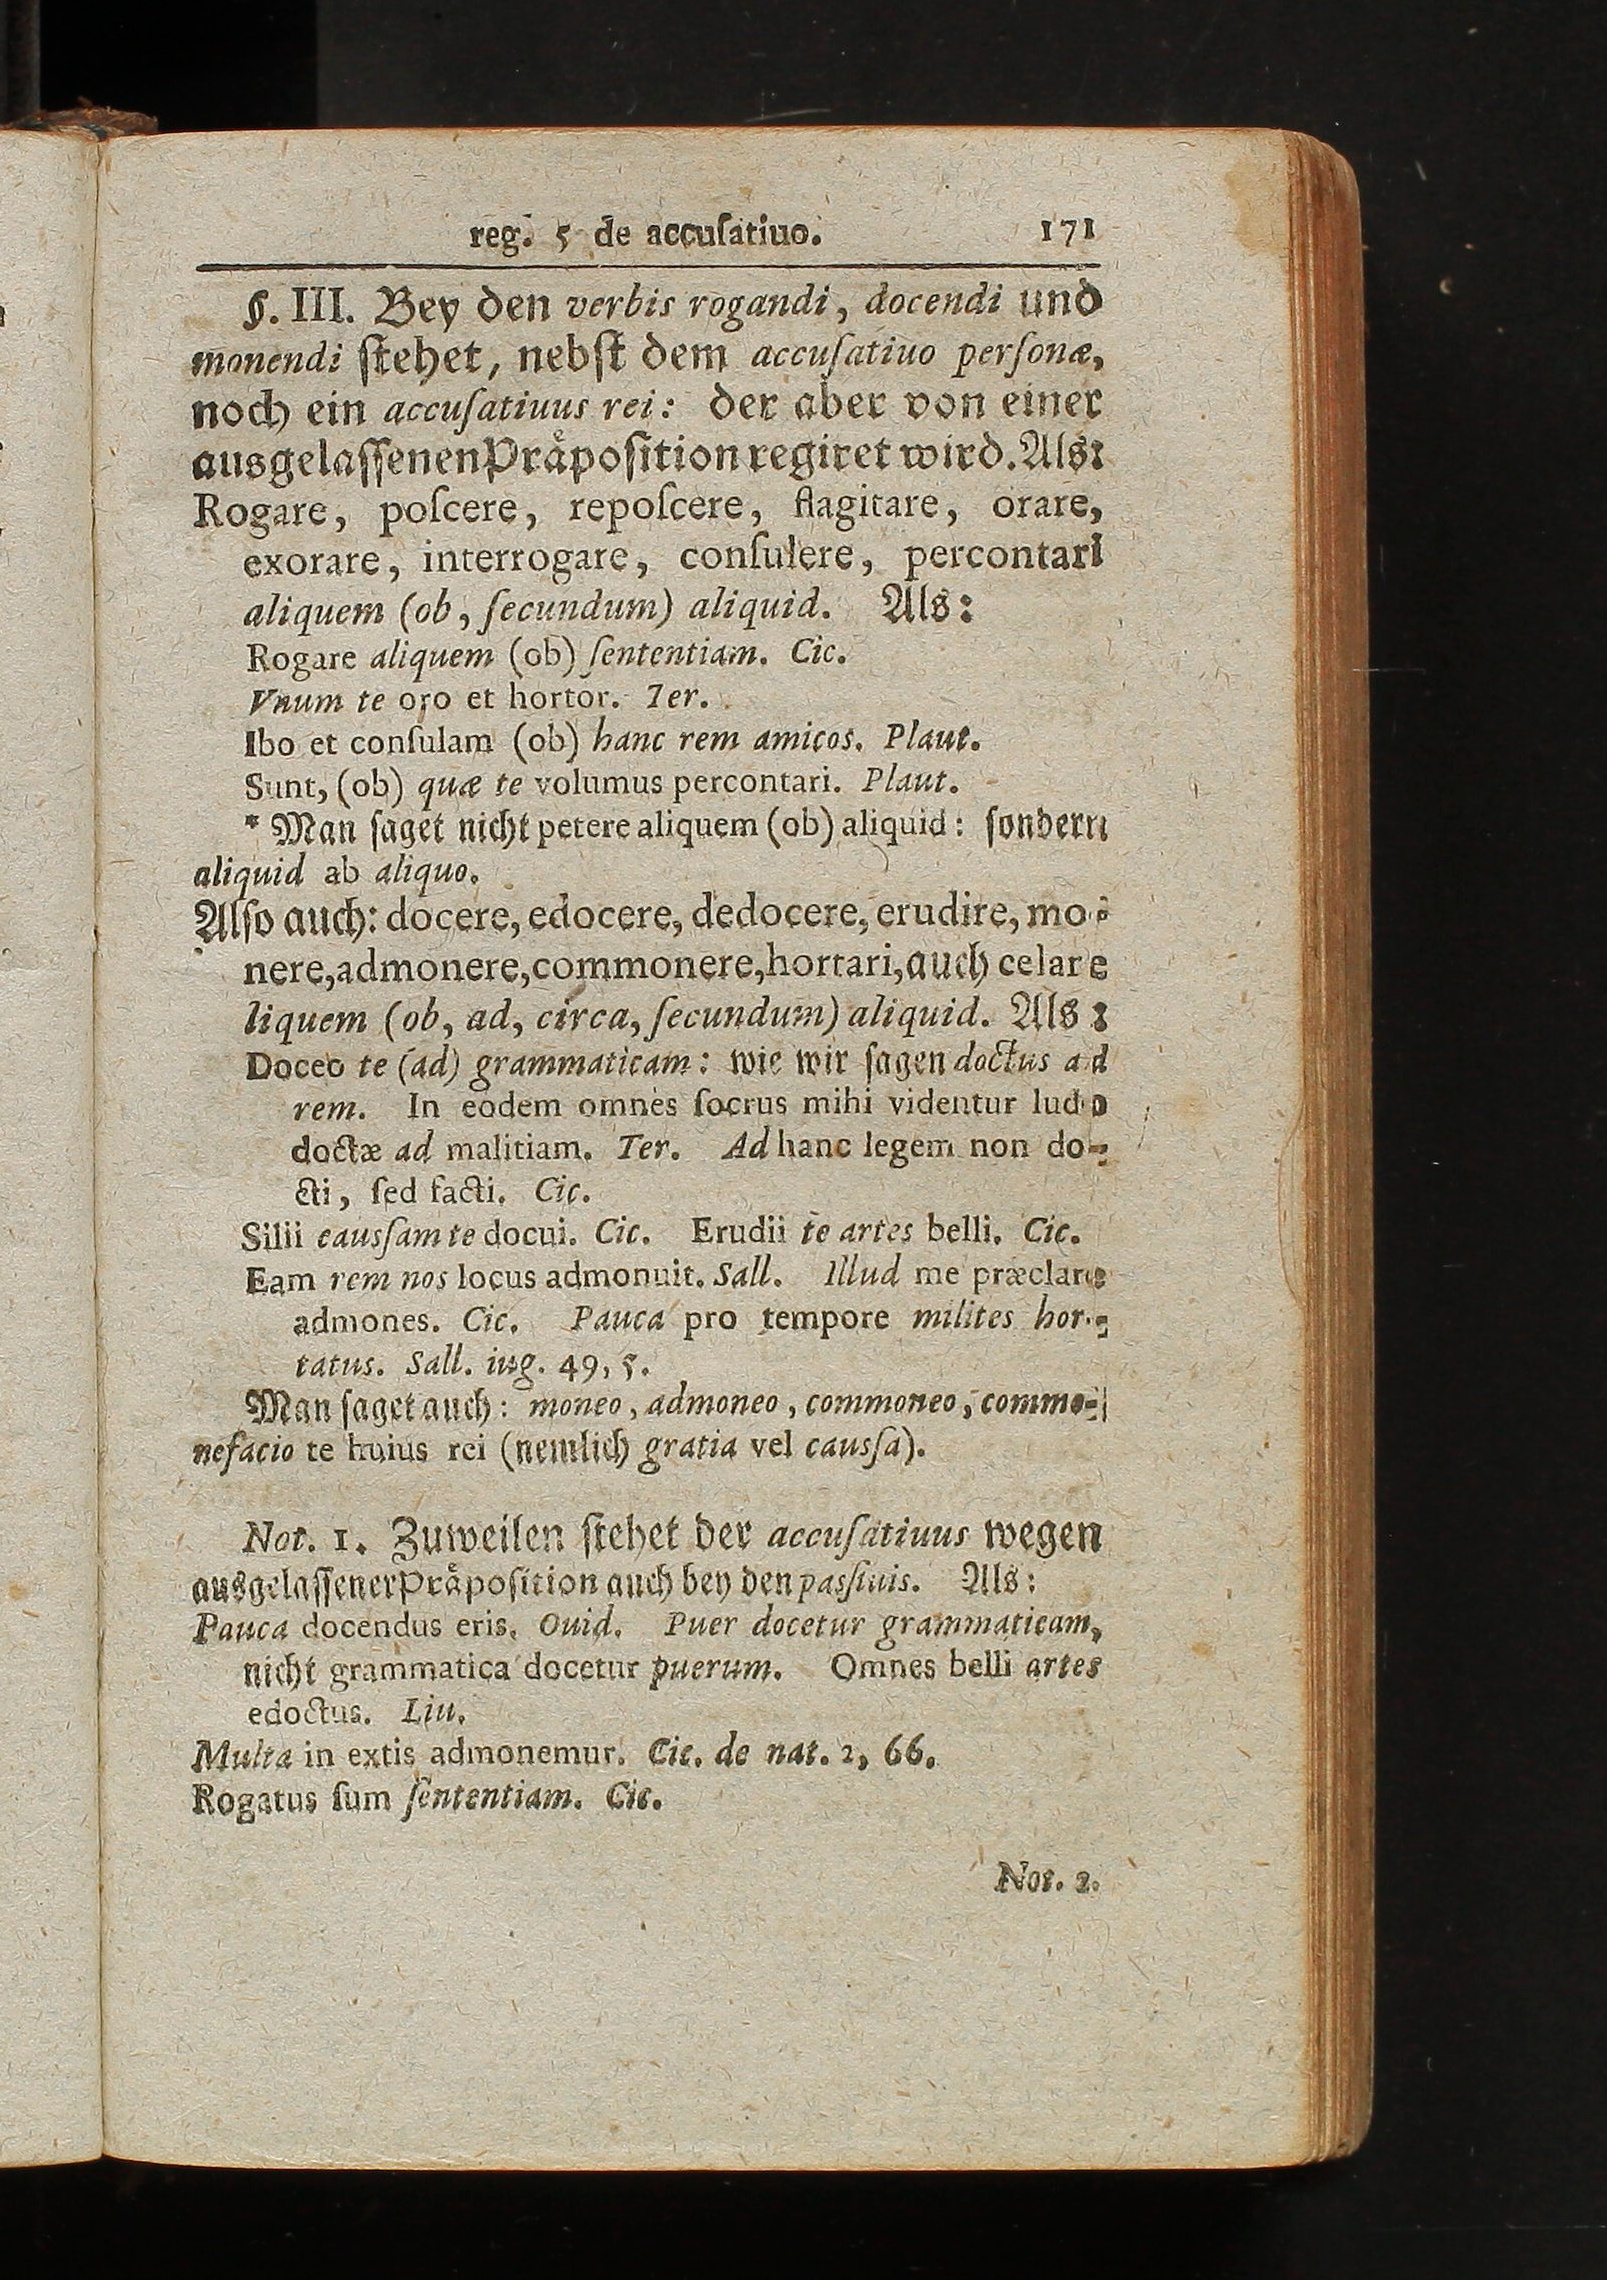 reg. 5 de accuſatiuo. 171
§. III. Bey den verbis rogandi, docendi und
monendi ſtehet, nebſt dem accuſatiuo perſonæ,
noch ein accuſatiuus rei: der aber von einer
ausgelaſſenen Praͤpoſition regiret wird. Als:
Rogare, poſcere, repoſcere, flagitare, orare,
exorare, interrogare, conſulere, percontari
aliquem (ob, ſecundum) aliquid. Als:
Rogare aliquem (ob) ſententiam. Cic.
Vnum te oro et hortor. Ter.
Ibo et conſulam (ob) hanc rem amicos. Plaut.
Sunt, (ob) quæ te volumus percontari. Plaut.
* Man ſaget nicht petere aliquem (ob) aliquid: ſondern
aliquid ab aliquo.
Alſo auch: docere, edocere, dedocere, erudire, mo-
nere, admonere, commonere, hortari, auch celare
liquem (ob, ad, circa, ſecundum) aliquid. Als:
Doceo te (ad) grammaticam: wie wir ſagen doctus ad
rem. In eodem omnes ſocrus mihi videntur ludo
doctæ ad malitiam. Ter. Ad hanc legem non do-
cti, ſed facti. Cic.
Silii cauſſam te docui. Cic. Erudii te artes belli. Cic.
Eam rem nos locus admonuit. Sall. Illud me præclare
admones. Cic. Pauca pro tempore milites hor-
tatus. Sall. iug. 49, 5.
Man ſaget auch: moneo, admoneo, commoneo, commo-
nefacio te huius rei (nemlich gratia vel cauſſa).
Not. 1. Zuweilen ſtehet der accuſatiuus wegen
ausgelaſſener Praͤpoſition auch bey den paſſiuis. Als:
Pauca docendus eris. Ouid. Puer docetur grammaticam,
nicht grammatica docetur puerum. Omnes belli artes
edoctus. Liu.
Multa in extis admonemur. Cic. de nat. 2, 66.
Rogatus ſum ſententiam. Cic.
Not. 2.